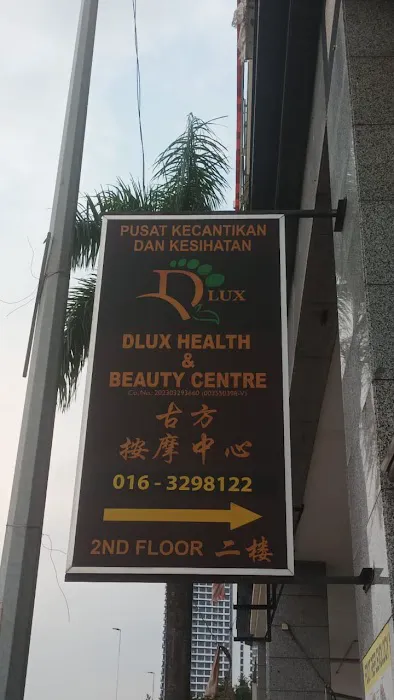 PUSAT KECANTIKAN
DAN KESIHATAN
DLUX
DLUX HEALTH
&
BEAUTY CENTRE
古方
按摩中心
016 - 3298122
2ND FLOOR 二楼